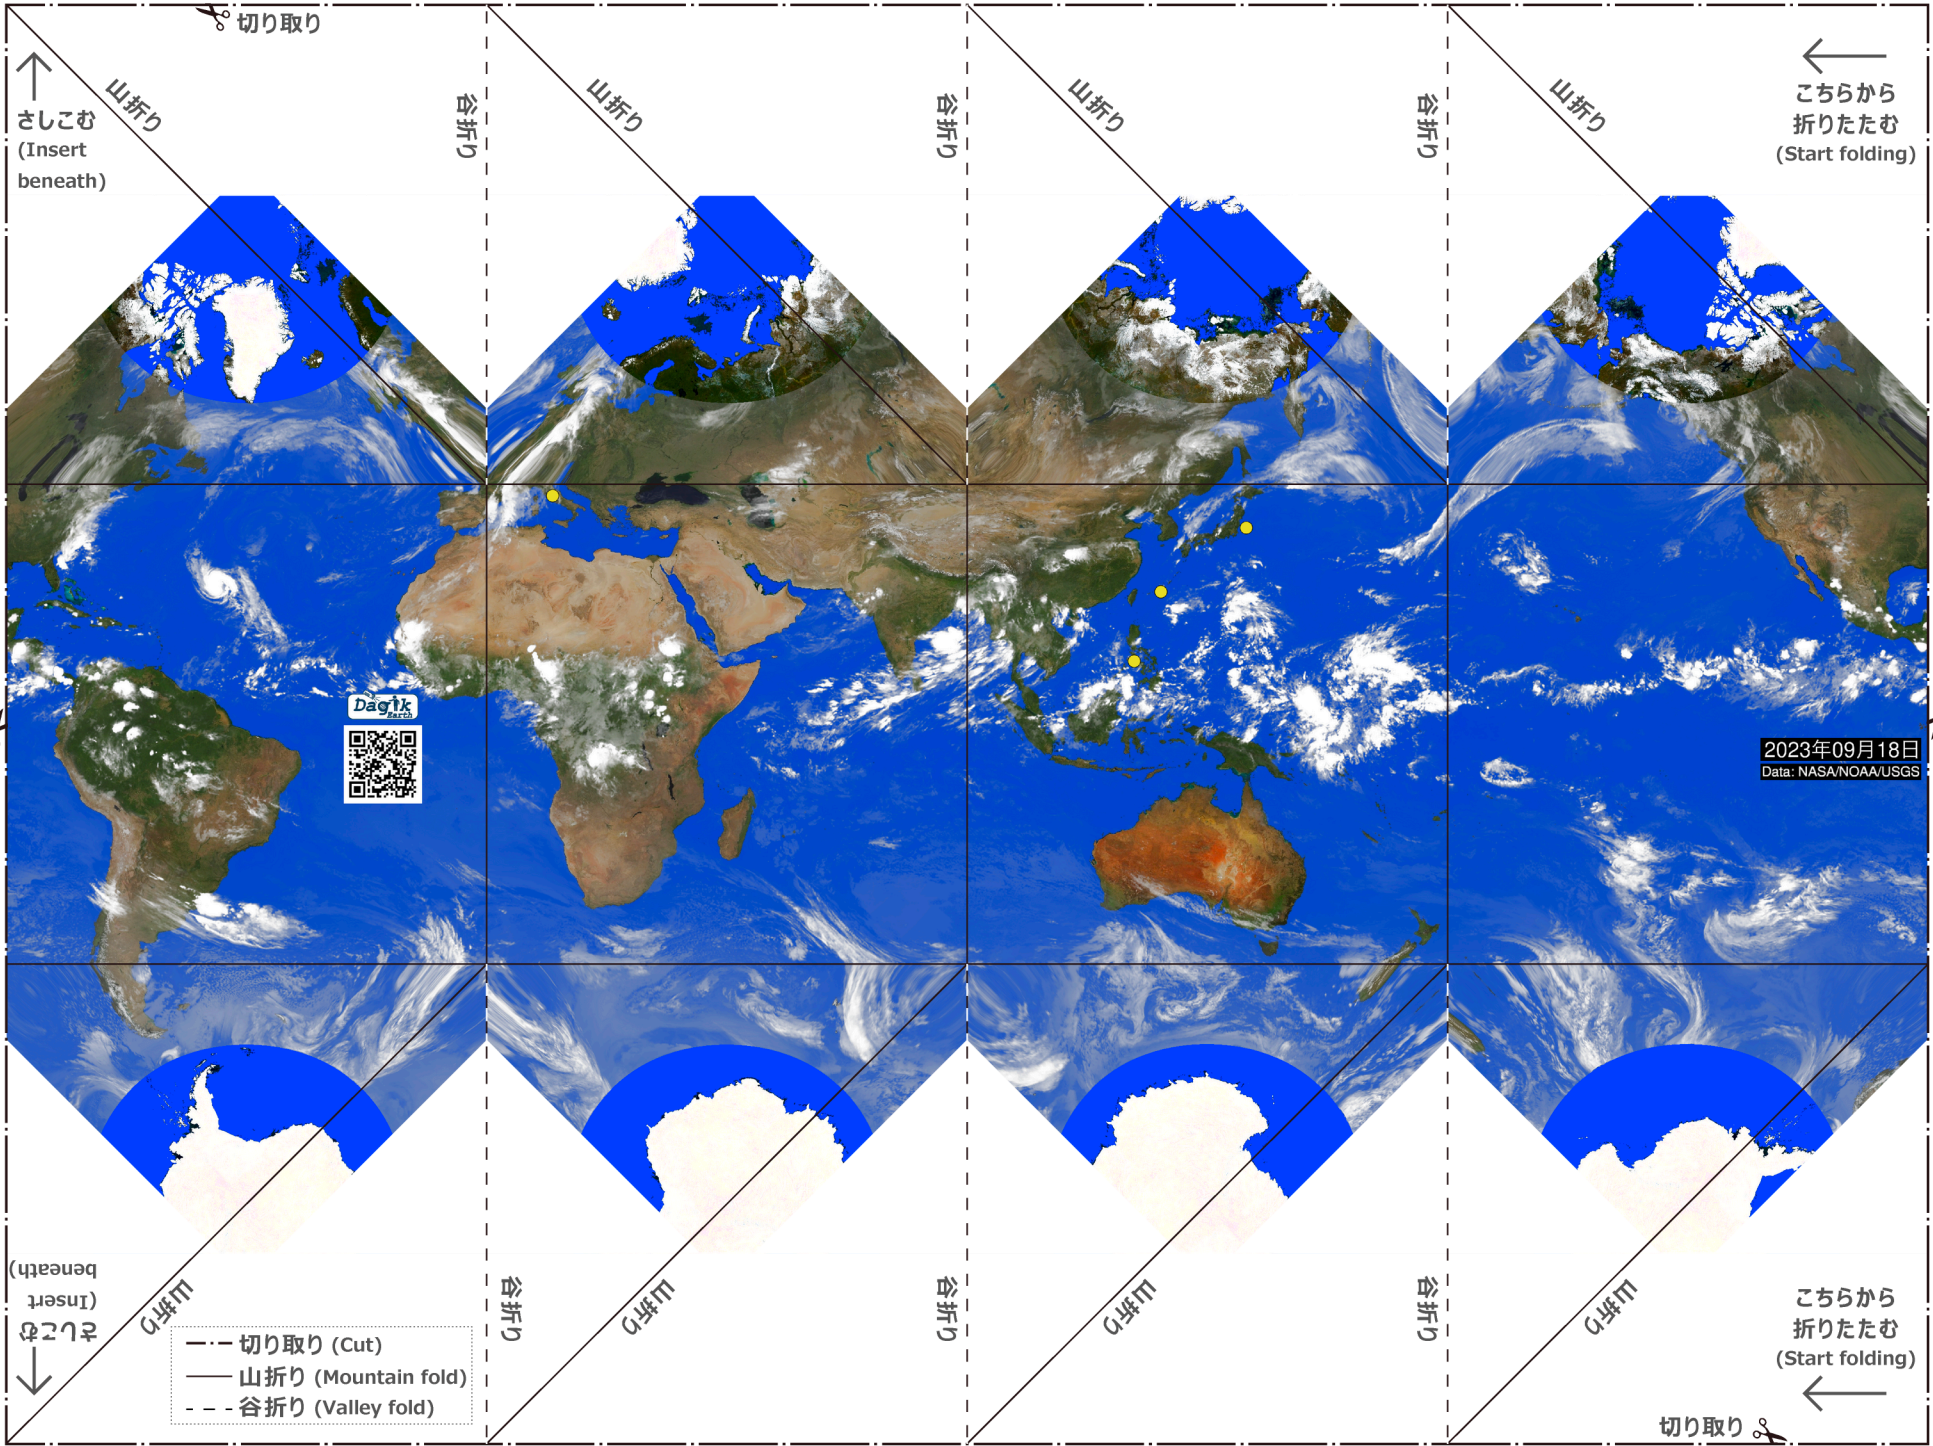 切り取り
山折り
谷折り
山折り
谷折り
山折り
谷折り
山折り
さしこむ
(Insert
beneath)
こちらから
折りたたむ
(Start folding)
Dagik
Earth
2023年09月18日
Data: NASA/NOAA/USGS
さしこむ
(Insert
beneath)
山折り
谷折り
山折り
谷折り
山折り
谷折り
山折り
こちらから
折りたたむ
(Start folding)
切り取り (Cut)
山折り (Mountain fold)
谷折り (Valley fold)
切り取り